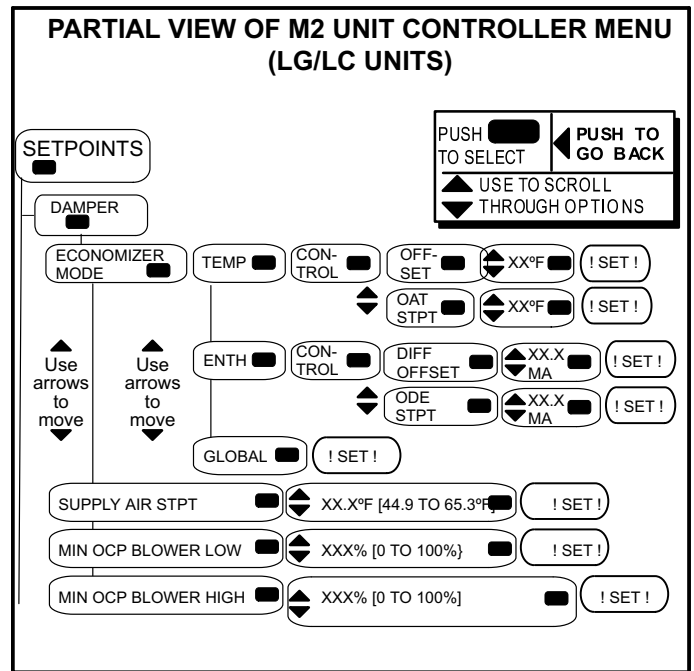 PARTIAL VIEW OF M2 UNIT CONTROLLER MENU
(LG/LC UNITS)
PUSH
TO SELECT
PUSH TO
GO BACK
USE TO SCROLL
THROUGH OPTIONS
SETPOINTS
DAMPER
ECONOMIZER
MODE
TEMP
CON-
TROL
OFF-
SET
XXºF
! SET !
OAT
STPT
XXºF
! SET !
Use
arrows
to
move
Use
arrows
to
move
ENTH
CON-
TROL
DIFF
OFFSET
XX.X
MA
! SET !
ODE
STPT
XX.X
MA
! SET !
GLOBAL
! SET !
SUPPLY AIR STPT
XX.XºF [44.9 TO 65.3ºF]
! SET !
MIN OCP BLOWER LOW
XXX% [0 TO 100%}
! SET !
MIN OCP BLOWER HIGH
XXX% [0 TO 100%]
! SET !